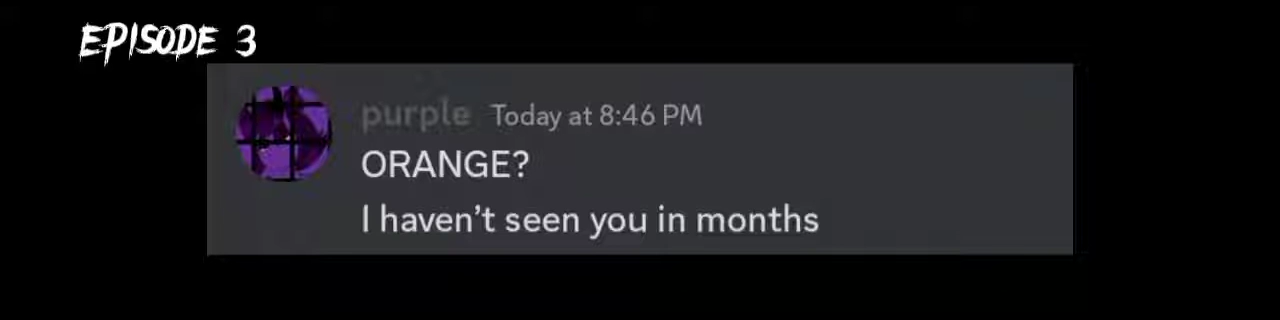 EPISODE 3
purple Today at 8:46 PM
ORANGE?
I haven't seen you in months